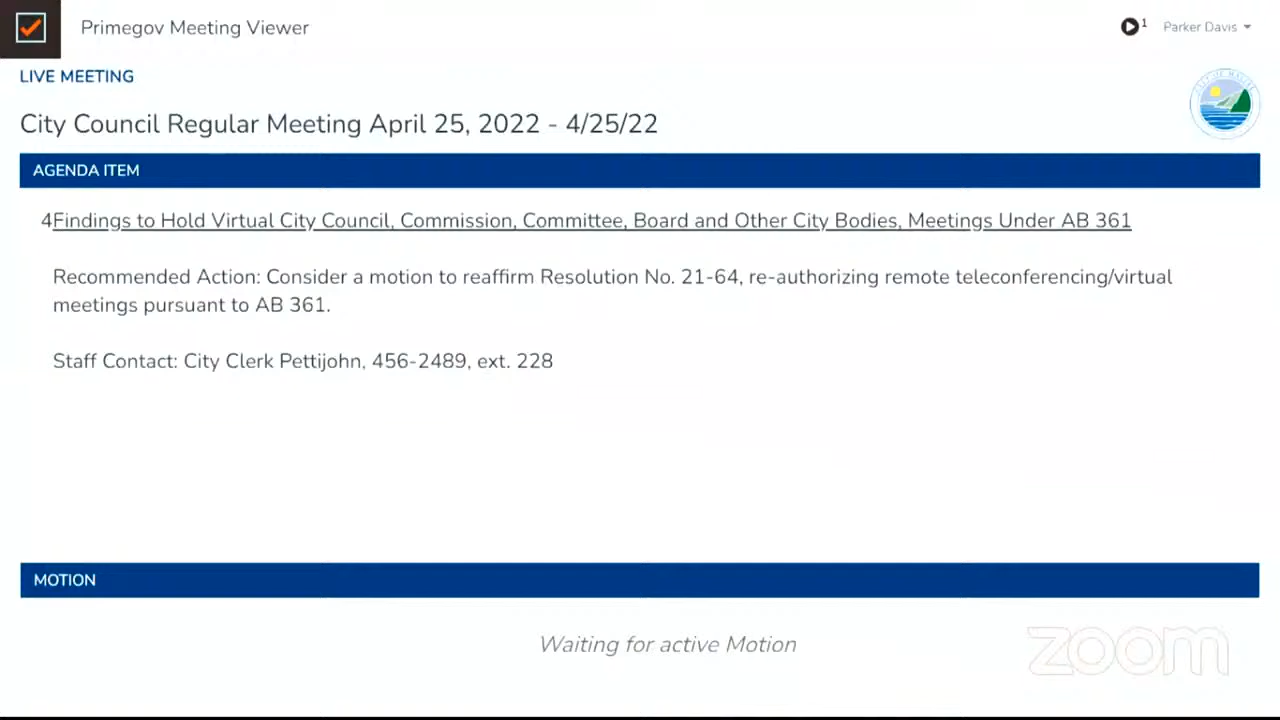 Primegov Meeting Viewer
1
Parker Davis
LIVE MEETING
City Council Regular Meeting April 25, 2022 - 4/25/22
AGENDA ITEM
4Findings to Hold Virtual City Council, Commission, Committee, Board and Other City Bodies, Meetings Under AB 361
Recommended Action: Consider a motion to reaffirm Resolution No. 21-64, re-authorizing remote teleconferencing/virtual
meetings pursuant to AB 361.
Staff Contact: City Clerk Pettijohn, 456-2489, ext. 228
MOTION
Waiting for active Motion
zoom